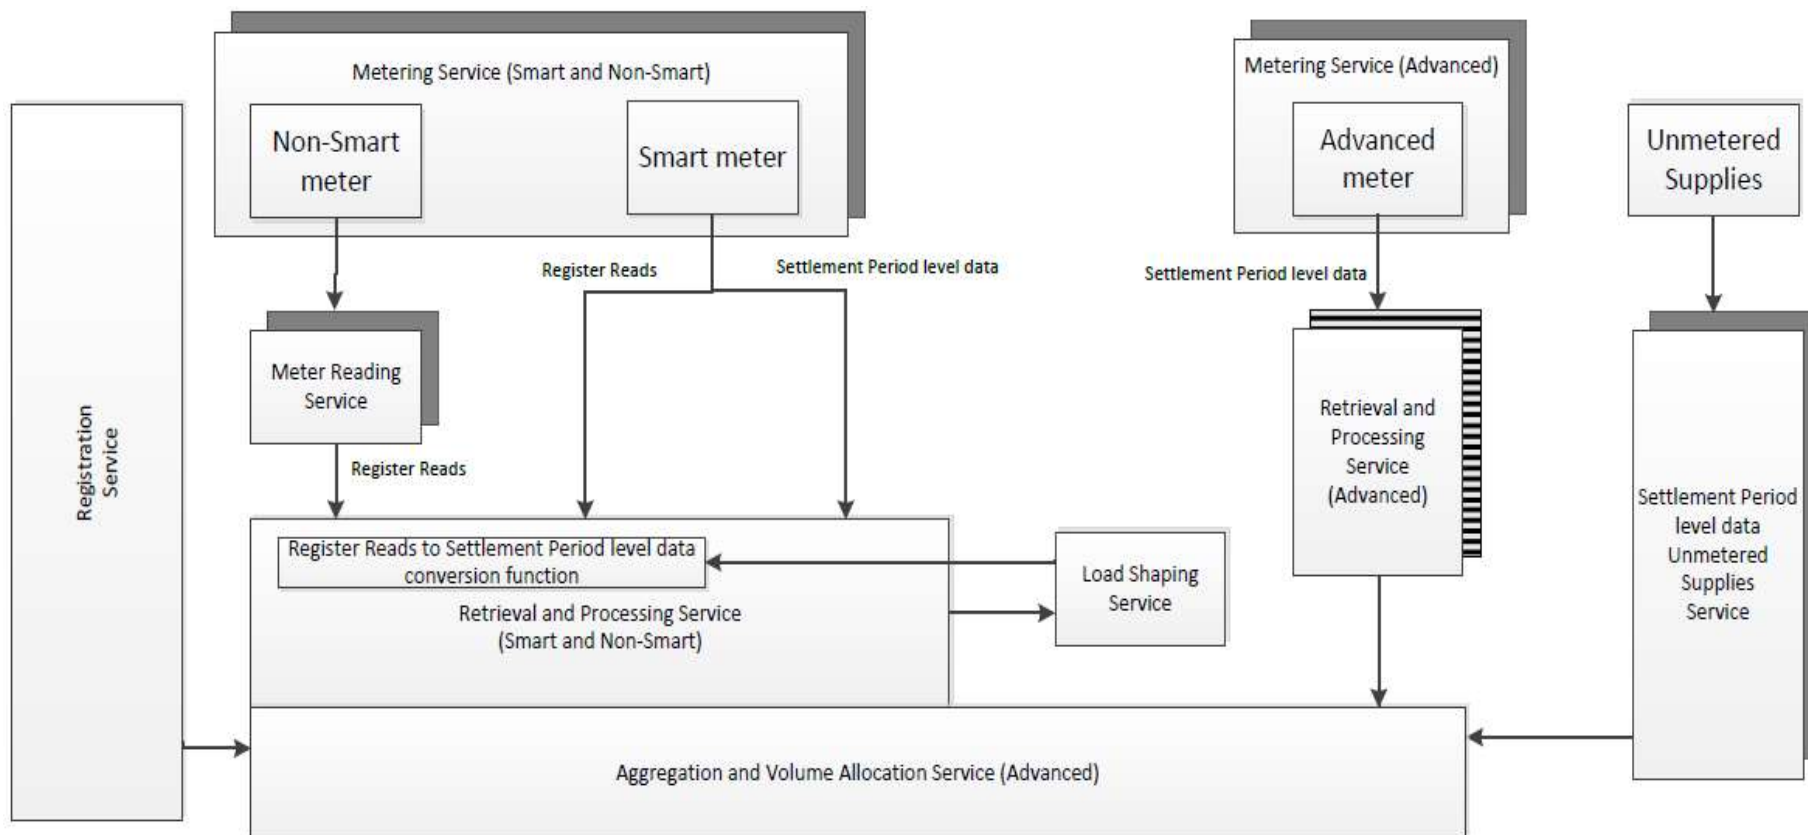 Metering Service (Smart and Non-Smart)
Metering Service (Advanced)
Non-Smart
meter
Smart meter
Advanced
meter
Unmetered
Supplies
Register Reads
Settlement Period level data
Settlement Period level data
Meter Reading
Service
Register Reads
Registration
Service
Retrieval and
Processing
Service
(Advanced)
Settlement Period
level data
Unmetered
Supplies
Service
Register Reads to Settlement Period level data
conversion function
Load Shaping
Service
Retrieval and Processing Service
(Smart and Non-Smart)
Aggregation and Volume Allocation Service (Advanced)